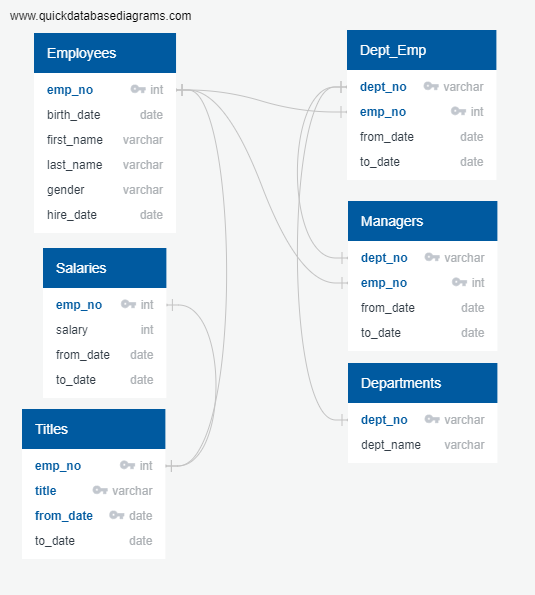 www.quickdatabasediagrams.com
Employees
emp_no int
birth_date date
first_name varchar
last_name varchar
gender varchar
hire_date date
Salaries
emp_no int
salary int
from_date date
to_date date
Titles
emp_no int
title varchar
from_date date
to_date date
Dept_Emp
dept_no varchar
emp_no int
from_date date
to_date date
Managers
dept_no varchar
emp_no int
from_date date
to_date date
Departments
dept_no varchar
dept_name varchar